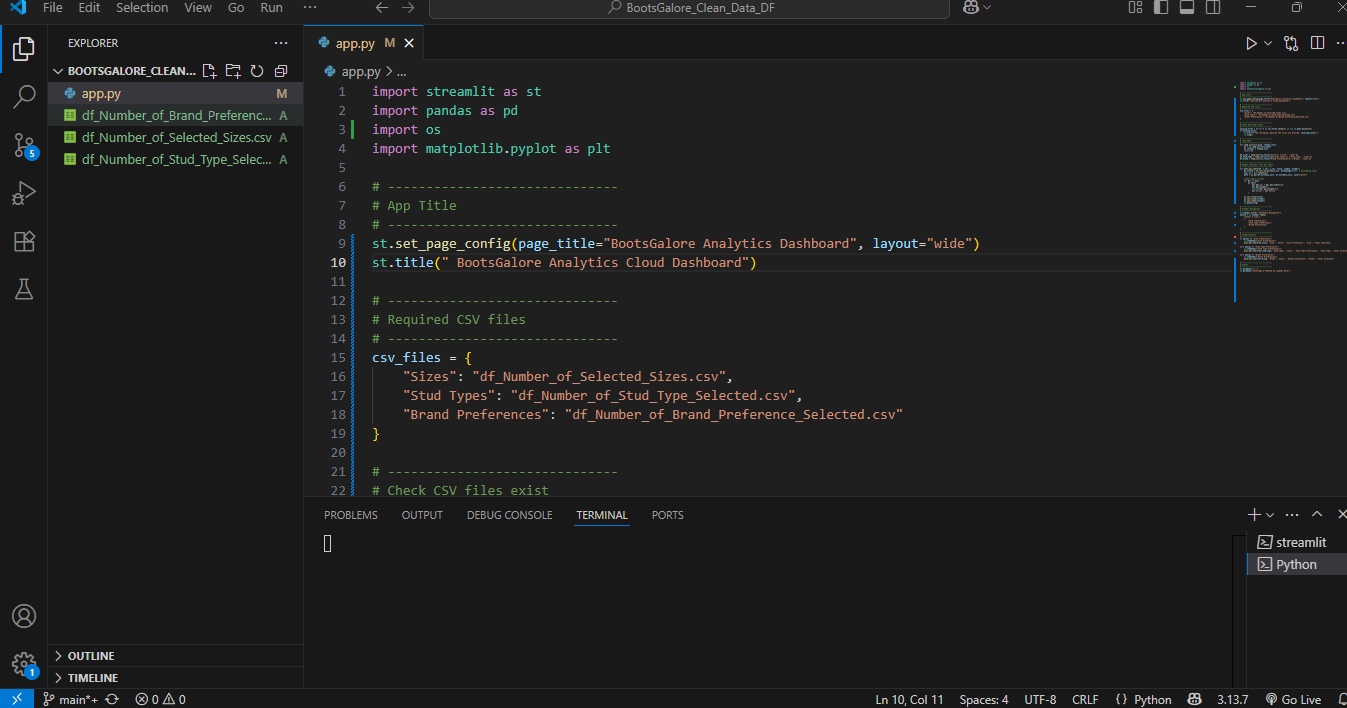 File Edit Selection View Go Run ··· BootsGalore_Clean_Data_DF
EXPLORER ···
BOOTSGALORE_CLEAN...
app.py M
df_Number_of_Brand_Preferenc... A
df_Number_of_Selected_Sizes.csv A
df_Number_of_Stud_Type_Selec... A
5
1
OUTLINE
TIMELINE
app.py M
app.py > ...
1 import streamlit as st
2 import pandas as pd
3 import os
4 import matplotlib.pyplot as plt
5
6 # ------------------------------
7 # App Title
8 # ------------------------------
9 st.set_page_config(page_title="BootsGalore Analytics Dashboard", layout="wide")
10 st.title(" BootsGalore Analytics Cloud Dashboard")
11
12 # ------------------------------
13 # Required CSV files
14 # ------------------------------
15 csv_files = {
16     "Sizes": "df_Number_of_Selected_Sizes.csv",
17     "Stud Types": "df_Number_of_Stud_Type_Selected.csv",
18     "Brand Preferences": "df_Number_of_Brand_Preference_Selected.csv"
19 }
20
21 # ------------------------------
22 # Check CSV files exist
PROBLEMS OUTPUT DEBUG CONSOLE TERMINAL PORTS
streamlit
Python
main*+ 0 0 Ln 10, Col 11 Spaces: 4 UTF-8 CRLF {} Python 3.13.7 Go Live